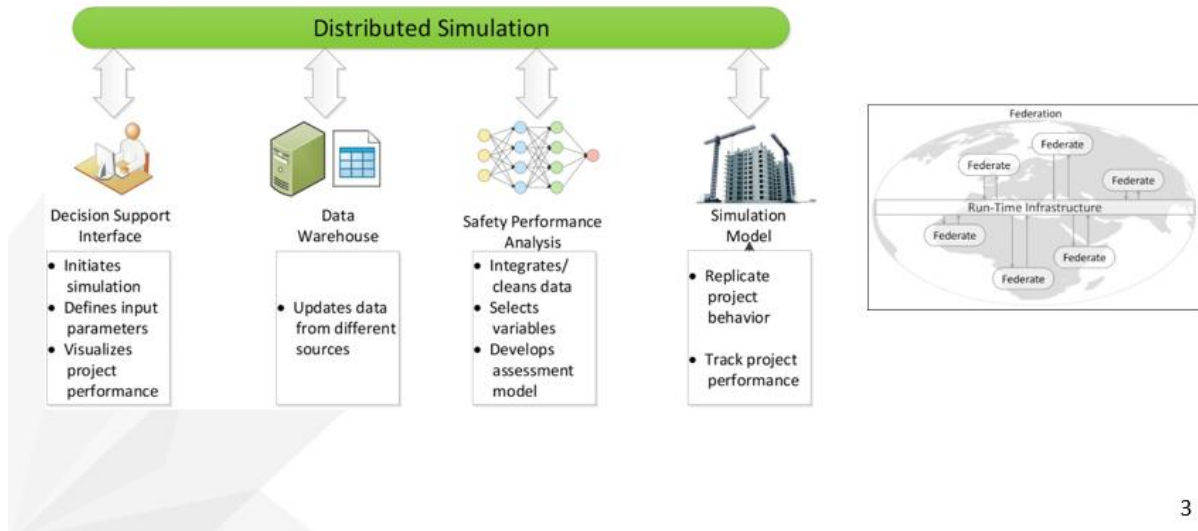 Distributed Simulation
Decision Support
Interface
• Initiates
simulation
• Defines input
parameters
• Visualizes
project
performance
Data
Warehouse
• Updates data
from different
sources
Safety Performance
Analysis
• Integrates/
cleans data
• Selects
variables
• Develops
assessment
model
Simulation
Model
• Replicate
project
behavior
• Track project
performance
Federation
Federate
Federate
Federate
Run-Time Infrastructure
Federate
Federate
Federate
3